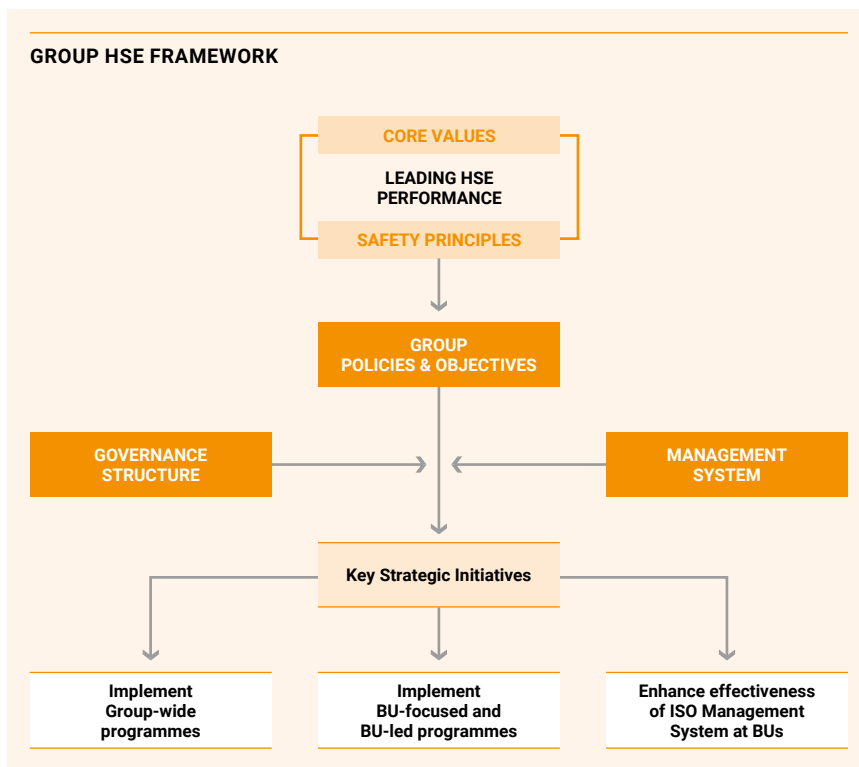 GROUP HSE FRAMEWORK
CORE VALUES
LEADING HSE
PERFORMANCE
SAFETY PRINCIPLES
GROUP
POLICIES & OBJECTIVES
GOVERNANCE
STRUCTURE
MANAGEMENT
SYSTEM
Key Strategic Initiatives
Implement
Group-wide
programmes
Implement
BU-focused and
BU-led programmes
Enhance effectiveness
of ISO Management
System at BUs